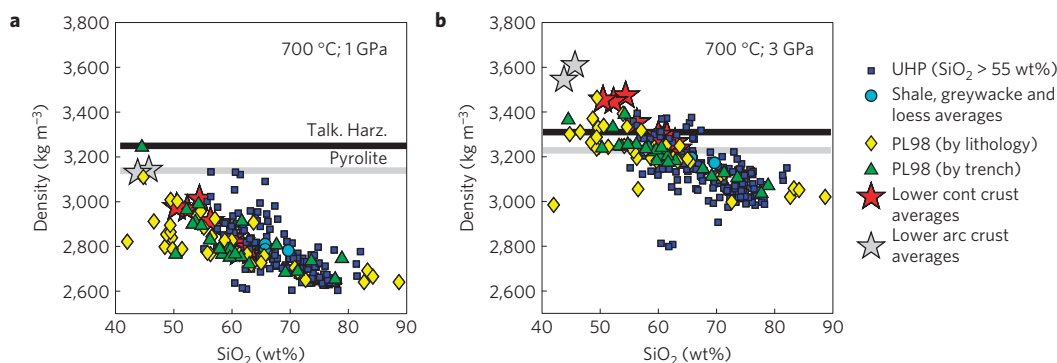 a
3,800
3,600
3,400
3,200
3,000
2,800
2,600
Density (kg m⁻³)
700 °C; 1 GPa
Talk. Harz.
Pyrolite
40 50 60 70 80 90
SiO₂ (wt%)
b
3,800
3,600
3,400
3,200
3,000
2,800
2,600
Density (kg m⁻³)
700 °C; 3 GPa
40 50 60 70 80 90
SiO₂ (wt%)
UHP (SiO₂ > 55 wt%)
Shale, greywacke and
loess averages
PL98 (by lithology)
PL98 (by trench)
Lower cont crust
averages
Lower arc crust
averages